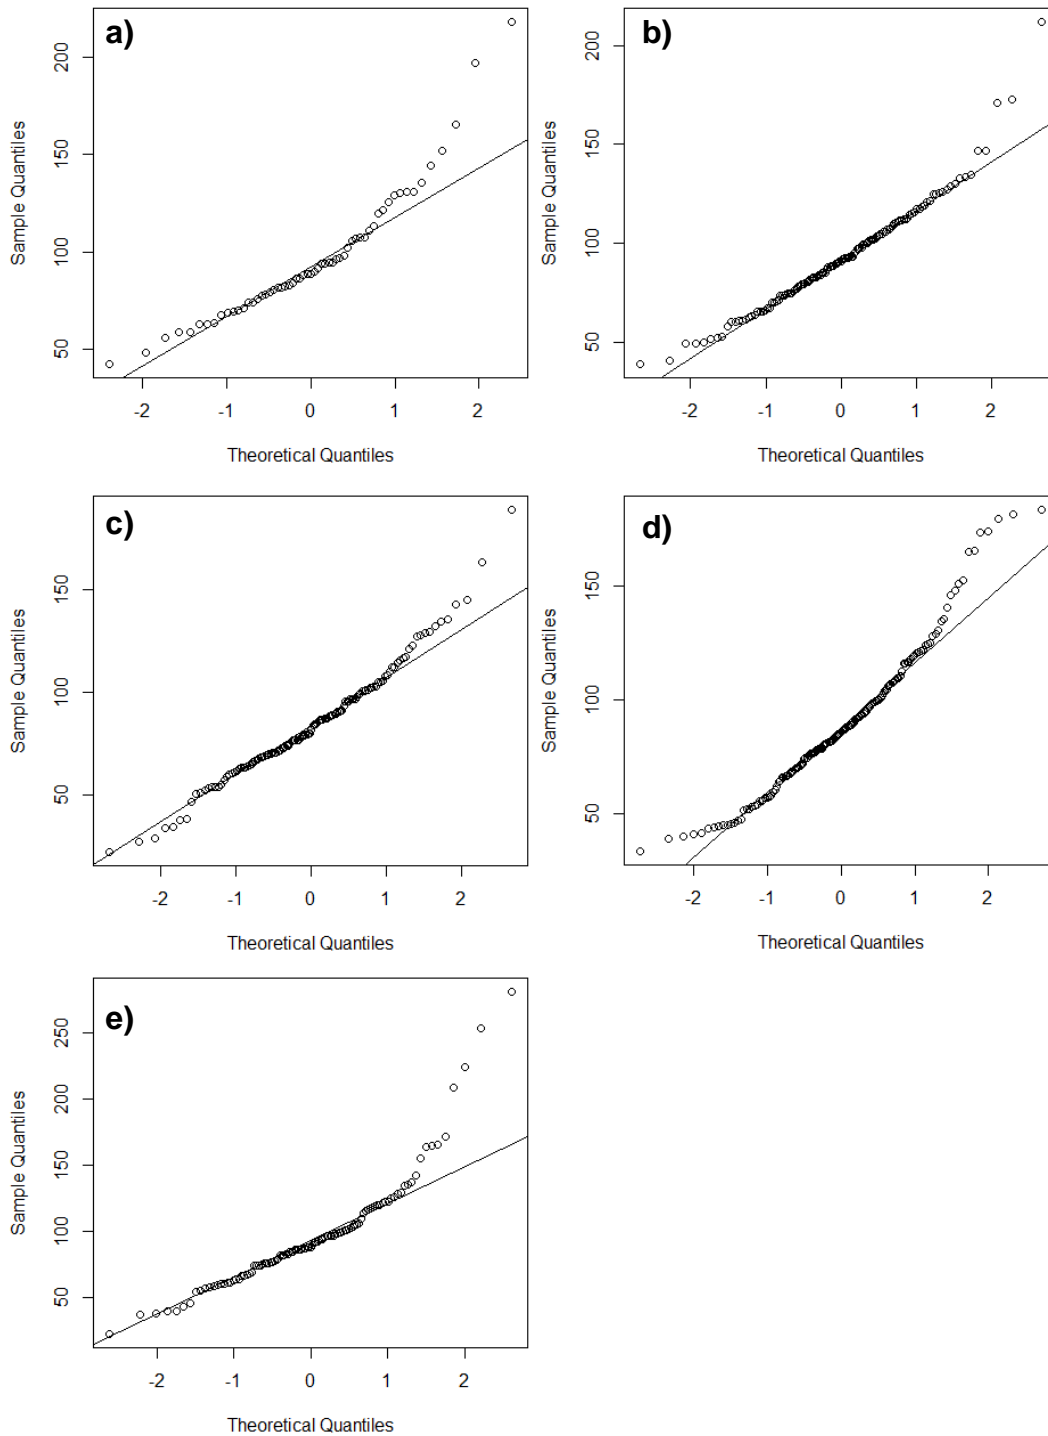 a)
Sample Quantiles
50 100 150 200
-2 -1 0 1 2
Theoretical Quantiles
b)
Sample Quantiles
50 100 150 200
-2 -1 0 1 2
Theoretical Quantiles
c)
Sample Quantiles
50 100 150
-2 -1 0 1 2
Theoretical Quantiles
d)
Sample Quantiles
50 100 150
-2 -1 0 1 2
Theoretical Quantiles
e)
Sample Quantiles
50 100 150 200 250
-2 -1 0 1 2
Theoretical Quantiles